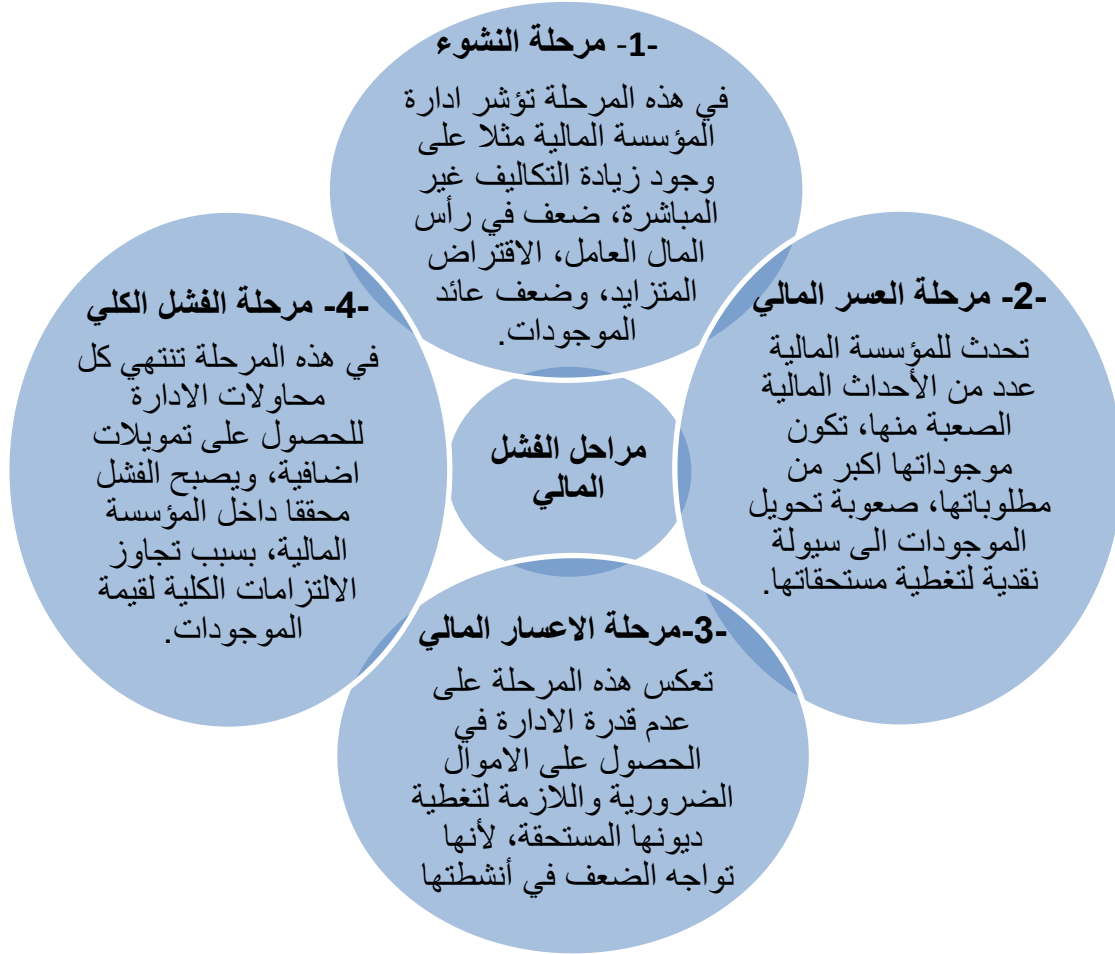 -1- مرحلة النشوء
في هذه المرحلة تؤشر ادارة
المؤسسة المالية مثلا على
وجود زيادة التكاليف غير
المباشرة، ضعف في رأس
المال العامل، الاقتراض
المتزايد، وضعف عائد
الموجودات.
-2- مرحلة العسر المالي
تحدث للمؤسسة المالية
عدد من الأحداث المالية
الصعبة منها، تكون
موجوداتها اكبر من
مطلوباتها، صعوبة تحويل
الموجودات الى سيولة
نقدية لتغطية مستحقاتها.
-3-مرحلة الاعسار المالي
تعكس هذه المرحلة على
عدم قدرة الادارة في
الحصول على الاموال
الضرورية واللازمة لتغطية
ديونها المستحقة، لأنها
تواجه الضعف في أنشطتها
-4- مرحلة الفشل الكلي
في هذه المرحلة تنتهي كل
محاولات الادارة
للحصول على تمويلات
اضافية، ويصبح الفشل
محققا داخل المؤسسة
المالية، بسبب تجاوز
الالتزامات الكلية لقيمة
الموجودات.
مراحل الفشل
المالي